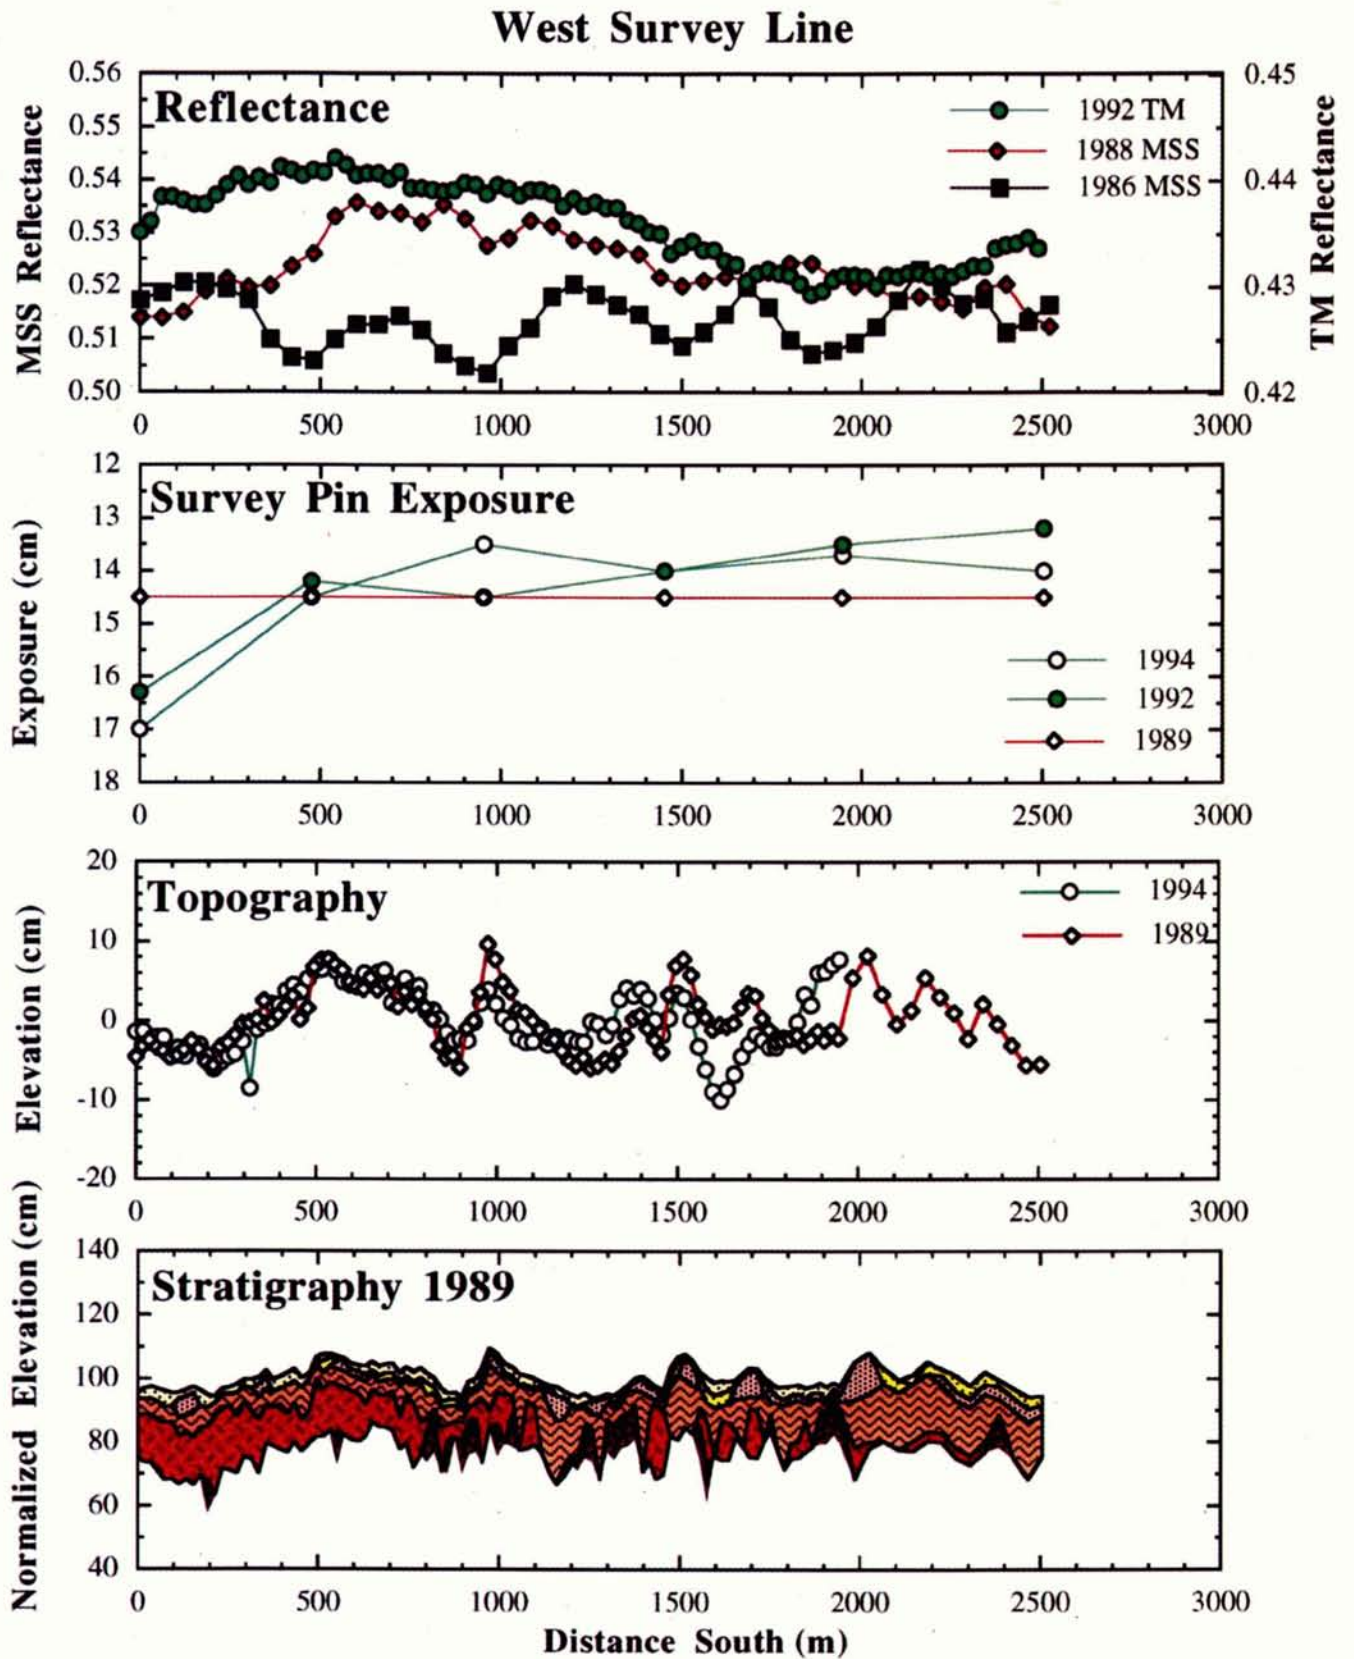 West Survey Line
Reflectance
MSS Reflectance
TM Reflectance
0.56
0.55
0.54
0.53
0.52
0.51
0.50
0.45
0.44
0.43
0.42
1992 TM
1988 MSS
1986 MSS
0 500 1000 1500 2000 2500 3000
Survey Pin Exposure
Exposure (cm)
12
13
14
15
16
17
18
1994
1992
1989
0 500 1000 1500 2000 2500 3000
Topography
Elevation (cm)
20
10
0
-10
-20
1994
1989
0 500 1000 1500 2000 2500 3000
Stratigraphy 1989
Normalized Elevation (cm)
140
120
100
80
60
40
0 500 1000 1500 2000 2500 3000
Distance South (m)